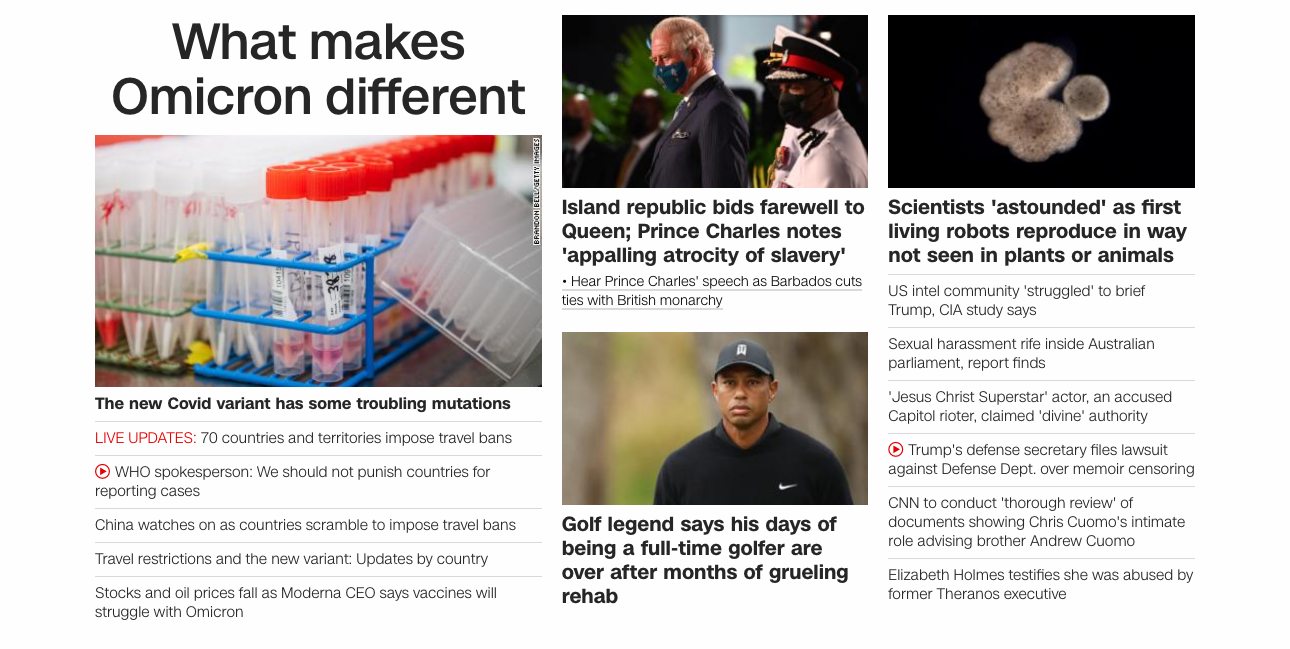 What makes
Omicron different
BRANDON BELL/GETTY IMAGES
The new Covid variant has some troubling mutations
LIVE UPDATES: 70 countries and territories impose travel bans
WHO spokesperson: We should not punish countries for
reporting cases
China watches on as countries scramble to impose travel bans
Travel restrictions and the new variant: Updates by country
Stocks and oil prices fall as Moderna CEO says vaccines will
struggle with Omicron
Island republic bids farewell to
Queen; Prince Charles notes
'appalling atrocity of slavery'
• Hear Prince Charles' speech as Barbados cuts
ties with British monarchy
Golf legend says his days of
being a full-time golfer are
over after months of grueling
rehab
Scientists 'astounded' as first
living robots reproduce in way
not seen in plants or animals
US intel community 'struggled' to brief
Trump, CIA study says
Sexual harassment rife inside Australian
parliament, report finds
'Jesus Christ Superstar' actor, an accused
Capitol rioter, claimed 'divine' authority
Trump's defense secretary files lawsuit
against Defense Dept. over memoir censoring
CNN to conduct 'thorough review' of
documents showing Chris Cuomo's intimate
role advising brother Andrew Cuomo
Elizabeth Holmes testifies she was abused by
former Theranos executive